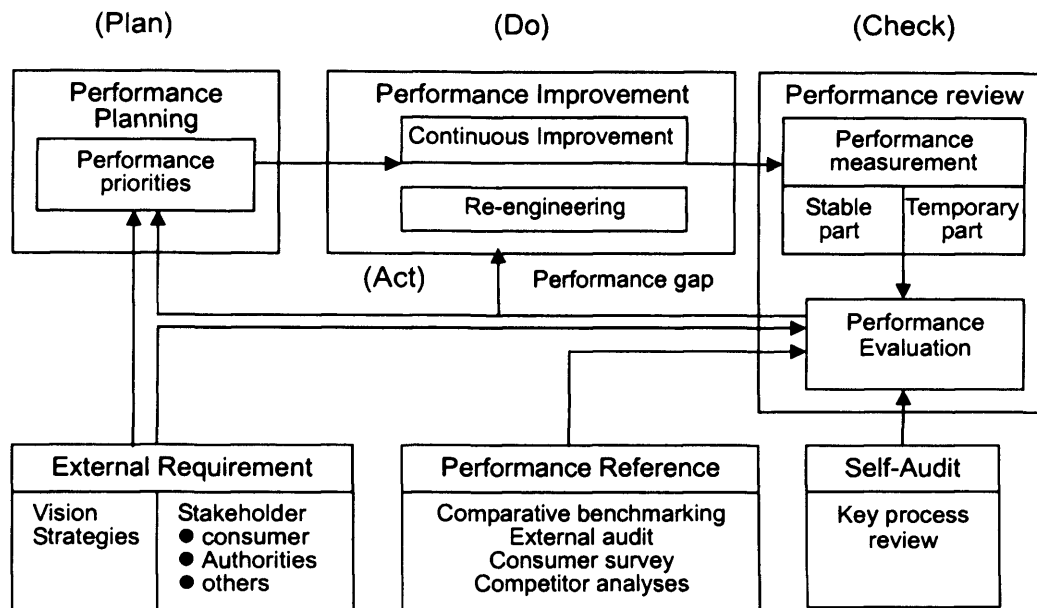 (Plan)
(Do)
(Check)
Performance
Planning
Performance
priorities
Performance Improvement
Continuous Improvement
Re-engineering
Performance review
Performance
measurement
Stable
part
Temporary
part
(Act)
Performance gap
Performance
Evaluation
External Requirement
Vision
Strategies
Stakeholder
● consumer
● Authorities
● others
Performance Reference
Comparative benchmarking
External audit
Consumer survey
Competitor analyses
Self-Audit
Key process
review